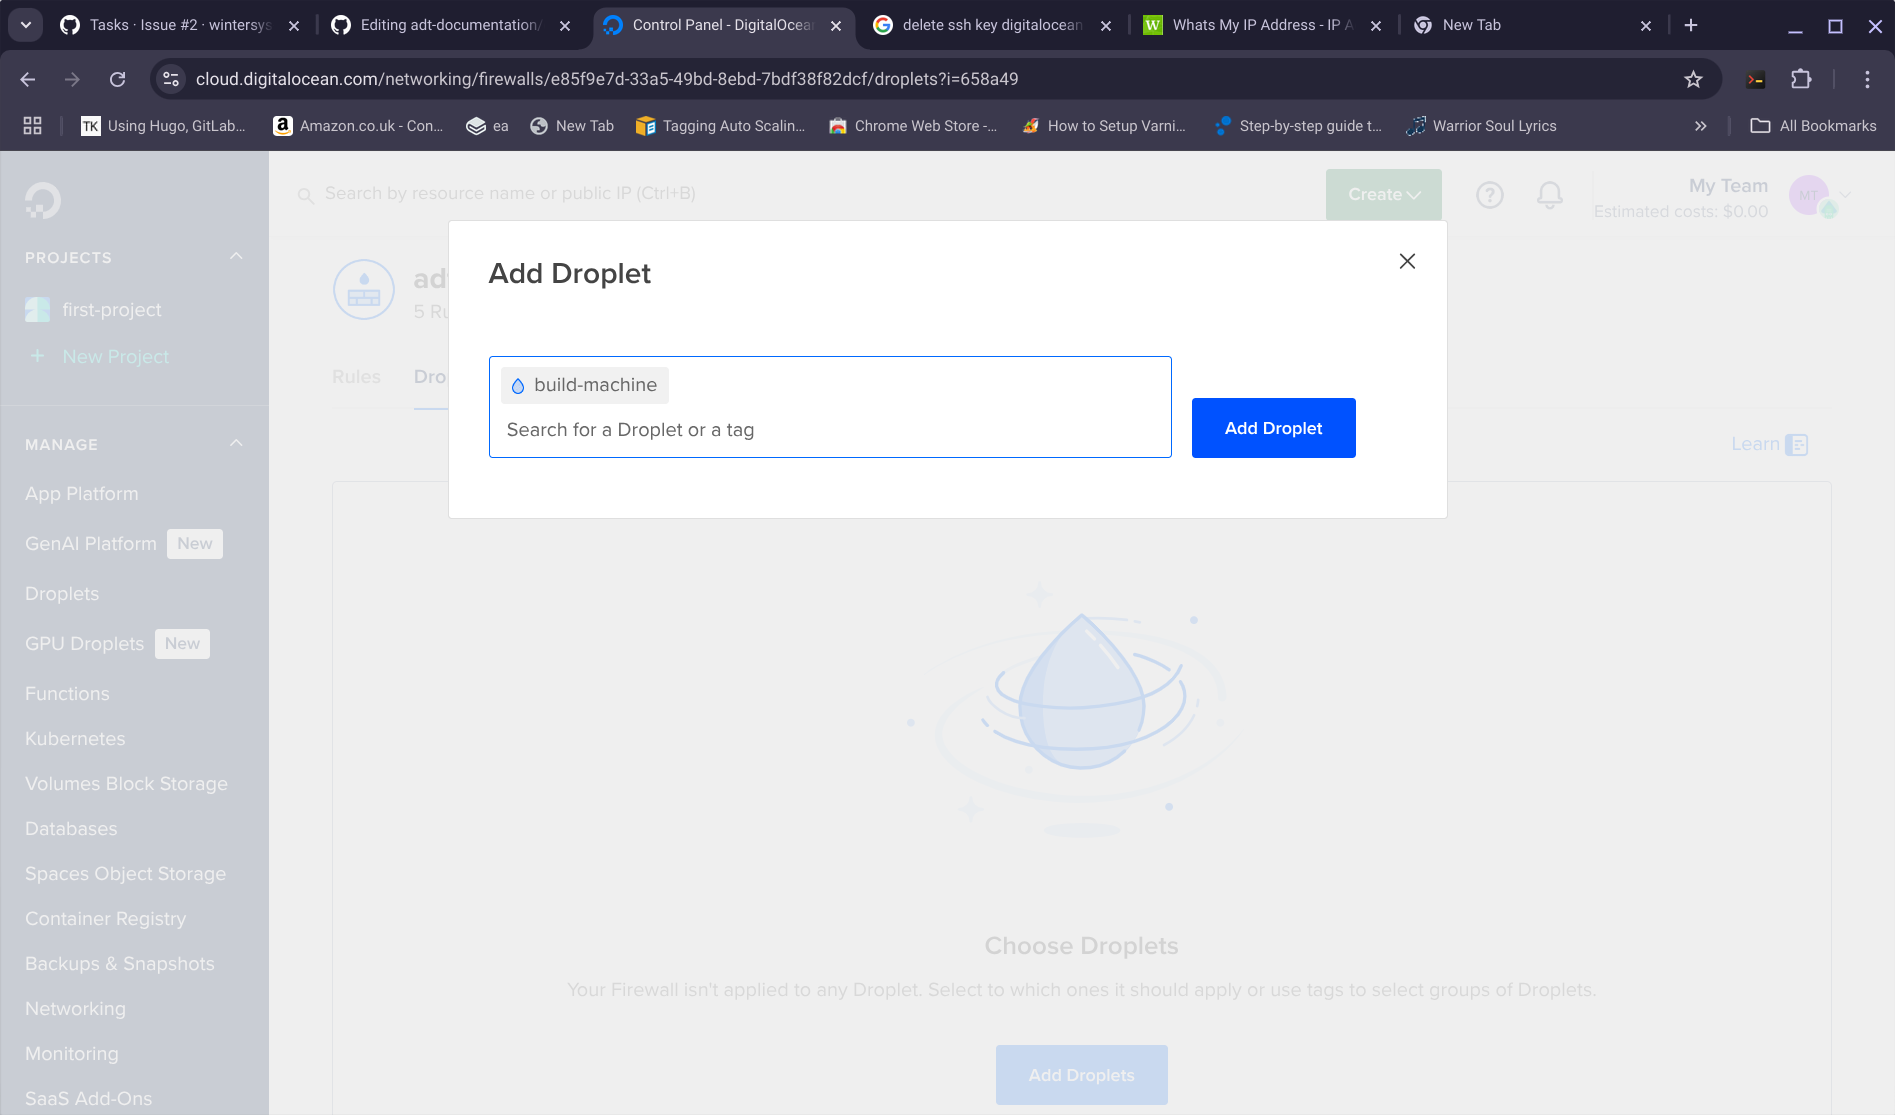 Tasks · Issue #2 · wintersys
Editing adt-documentation/
Control Panel - DigitalOcea
delete ssh key digitalocean
Whats My IP Address - IP A
New Tab
cloud.digitalocean.com/networking/firewalls/e85f9e7d-33a5-49bd-8ebd-7bdf38f82dcf/droplets?i=658a49
TK Using Hugo, GitLab...
Amazon.co.uk - Con...
ea
New Tab
Tagging Auto Scalin...
Chrome Web Store -...
How to Setup Varni...
Step-by-step guide t...
Warrior Soul Lyrics
All Bookmarks
Search by resource name or public IP (Ctrl+B)
Create
My Team
Estimated costs: $0.00
MT
PROJECTS
first-project
+ New Project
MANAGE
App Platform
GenAI Platform New
Droplets
GPU Droplets New
Functions
Kubernetes
Volumes Block Storage
Databases
Spaces Object Storage
Container Registry
Backups & Snapshots
Networking
Monitoring
SaaS Add-Ons
5 Ru
Rules
Dro
Learn
Add Droplet
build-machine
Search for a Droplet or a tag
Add Droplet
Choose Droplets
Your Firewall isn't applied to any Droplet. Select to which ones it should apply or use tags to select groups of Droplets.
Add Droplets